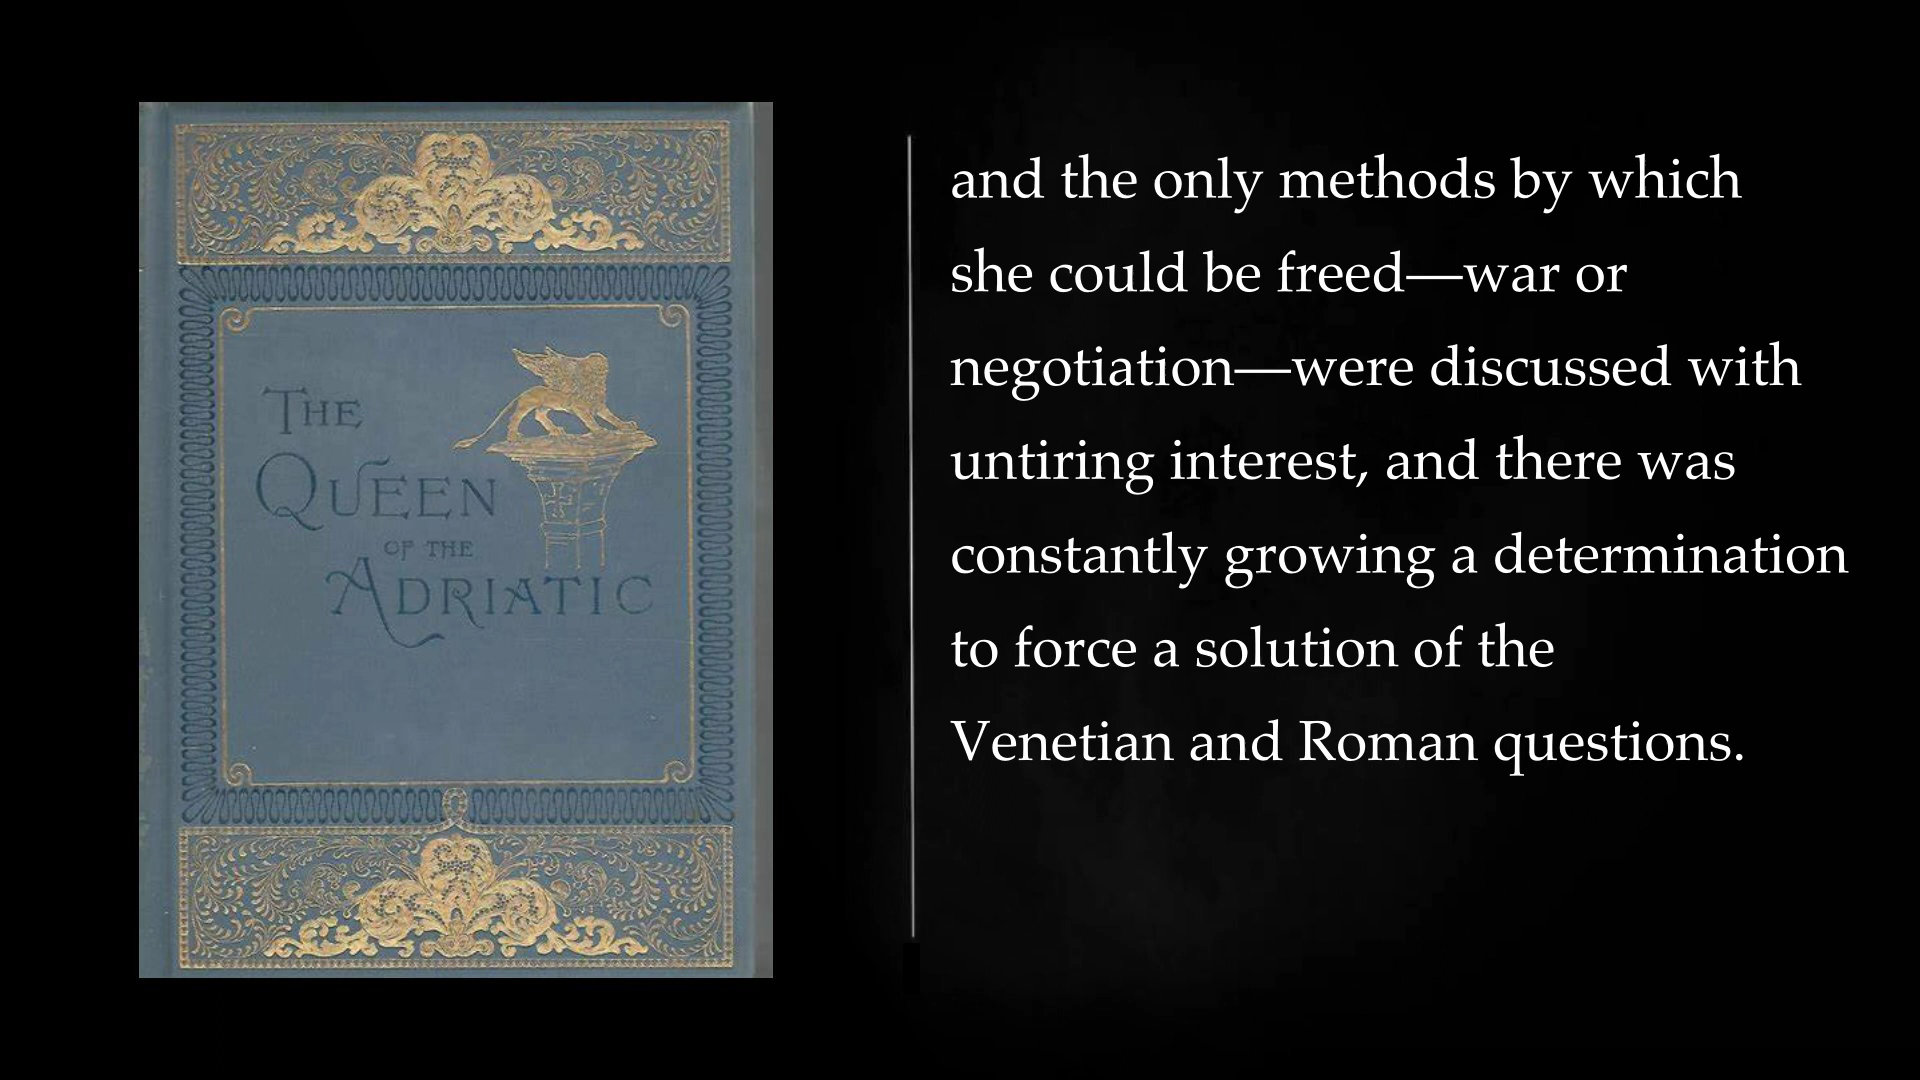 THE
QUEEN
OF THE
ADRIATIC
and the only methods by which
she could be freed—war or
negotiation—were discussed with
untiring interest, and there was
constantly growing a determination
to force a solution of the
Venetian and Roman questions.